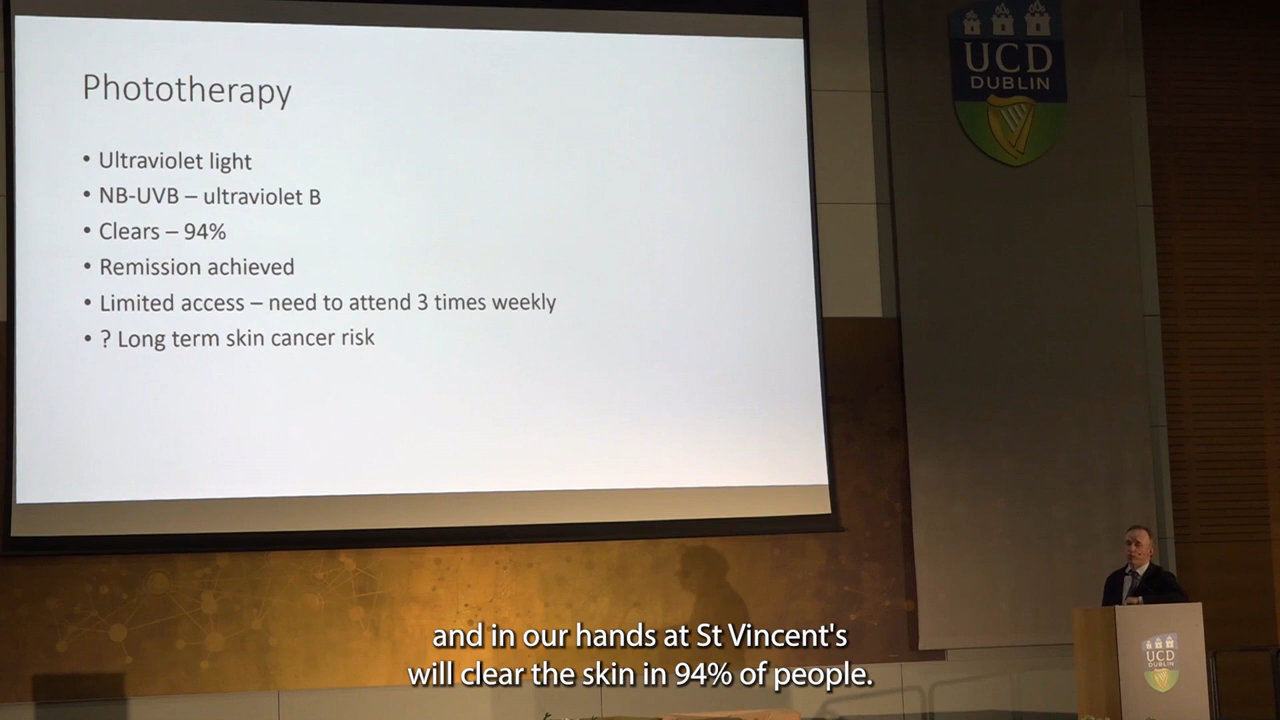 Phototherapy
• Ultraviolet light
• NB-UVB – ultraviolet B
• Clears – 94%
• Remission achieved
• Limited access – need to attend 3 times weekly
• ? Long term skin cancer risk
UCD
DUBLIN
UCD
DUBLIN
and in our hands at St Vincent's
will clear the skin in 94% of people.